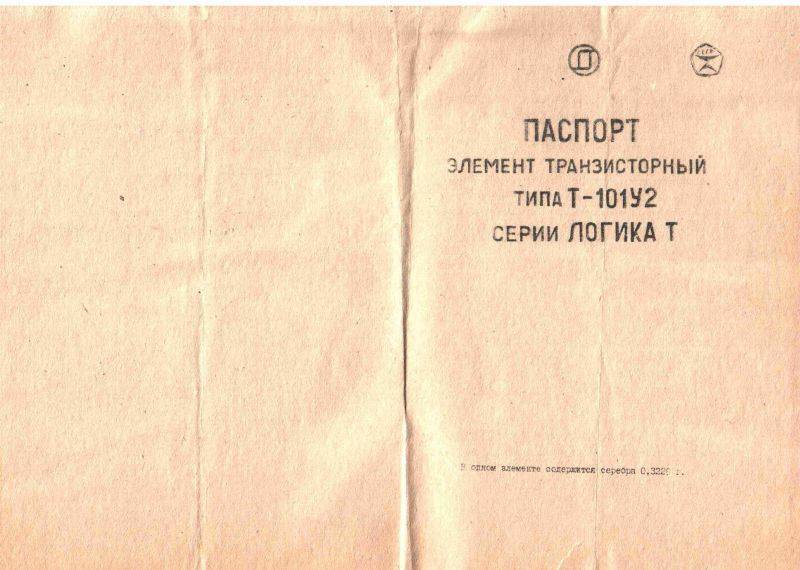 ПАСПОРТ
ЭЛЕМЕНТ ТРАНЗИСТОРНЫЙ
ТИПА Т-101У2
СЕРИИ ЛОГИКА Т
В одном элементе содержится серебра г.